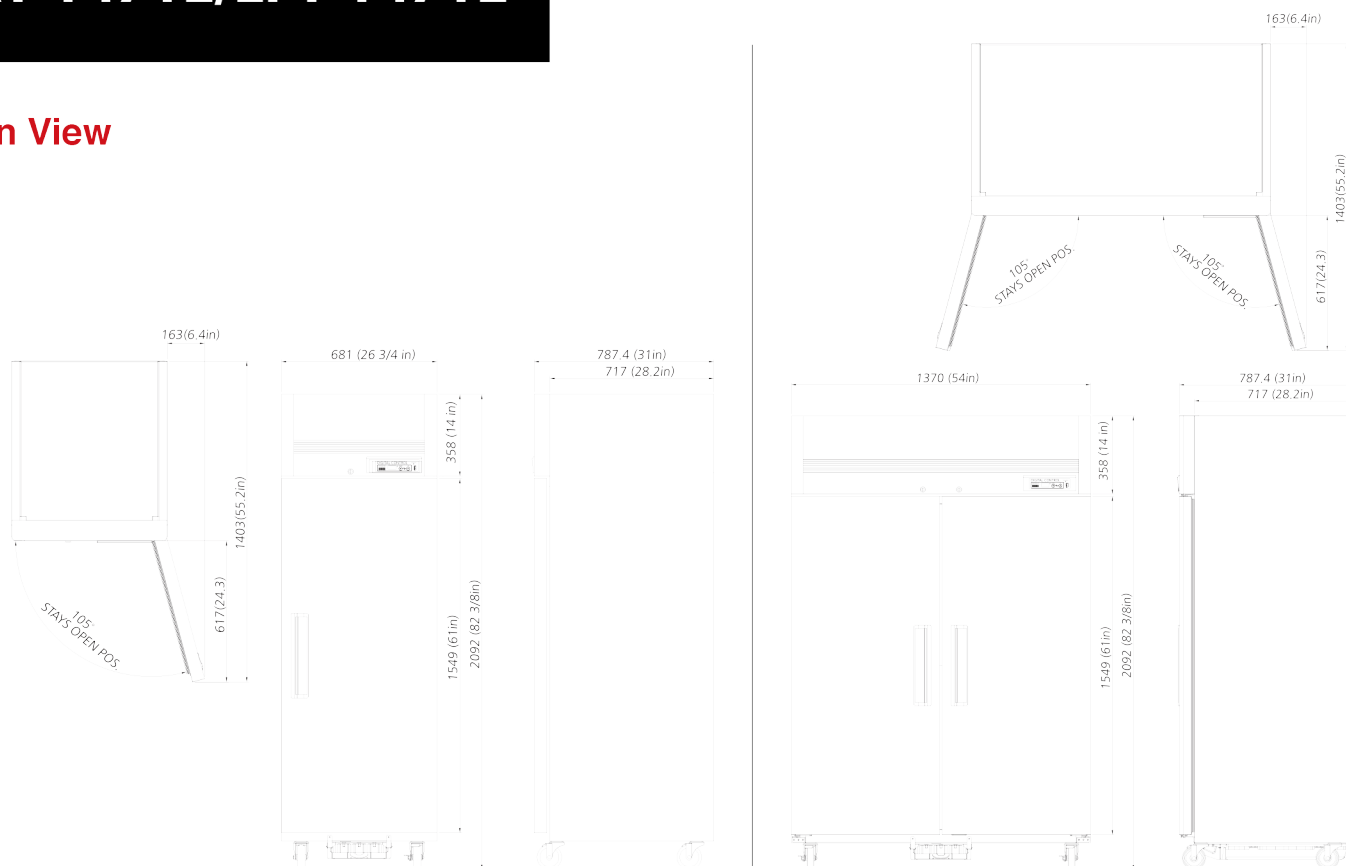 n View
163(6.4in)
1403(55.2in)
617(24.3)
105°
STAYS OPEN POS.
681 (26 3/4 in)
358 (14 in)
1549 (61in)
2092 (82 3/8in)
787.4 (31in)
717 (28.2in)
163(6.4in)
1403(55.2in)
617(24.3)
105°
STAYS OPEN POS.
105°
STAYS OPEN POS.
1370 (54in)
358 (14 in)
1549 (61in)
2092 (82 3/8in)
787.4 (31in)
717 (28.2in)